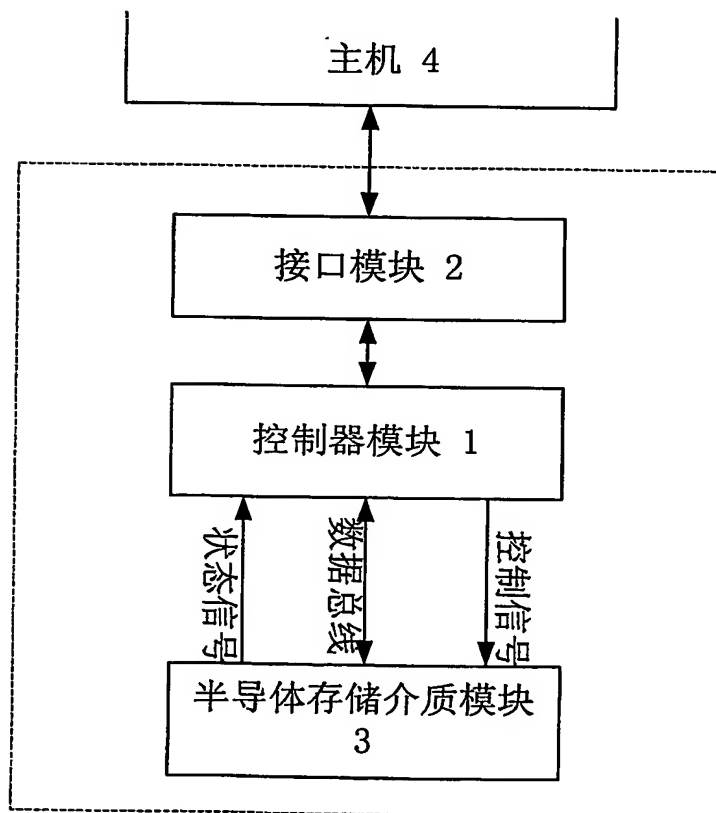 主机 4
接口模块 2
控制器模块 1
状态信号
数据总线
控制信号
半导体存储介质模块
3